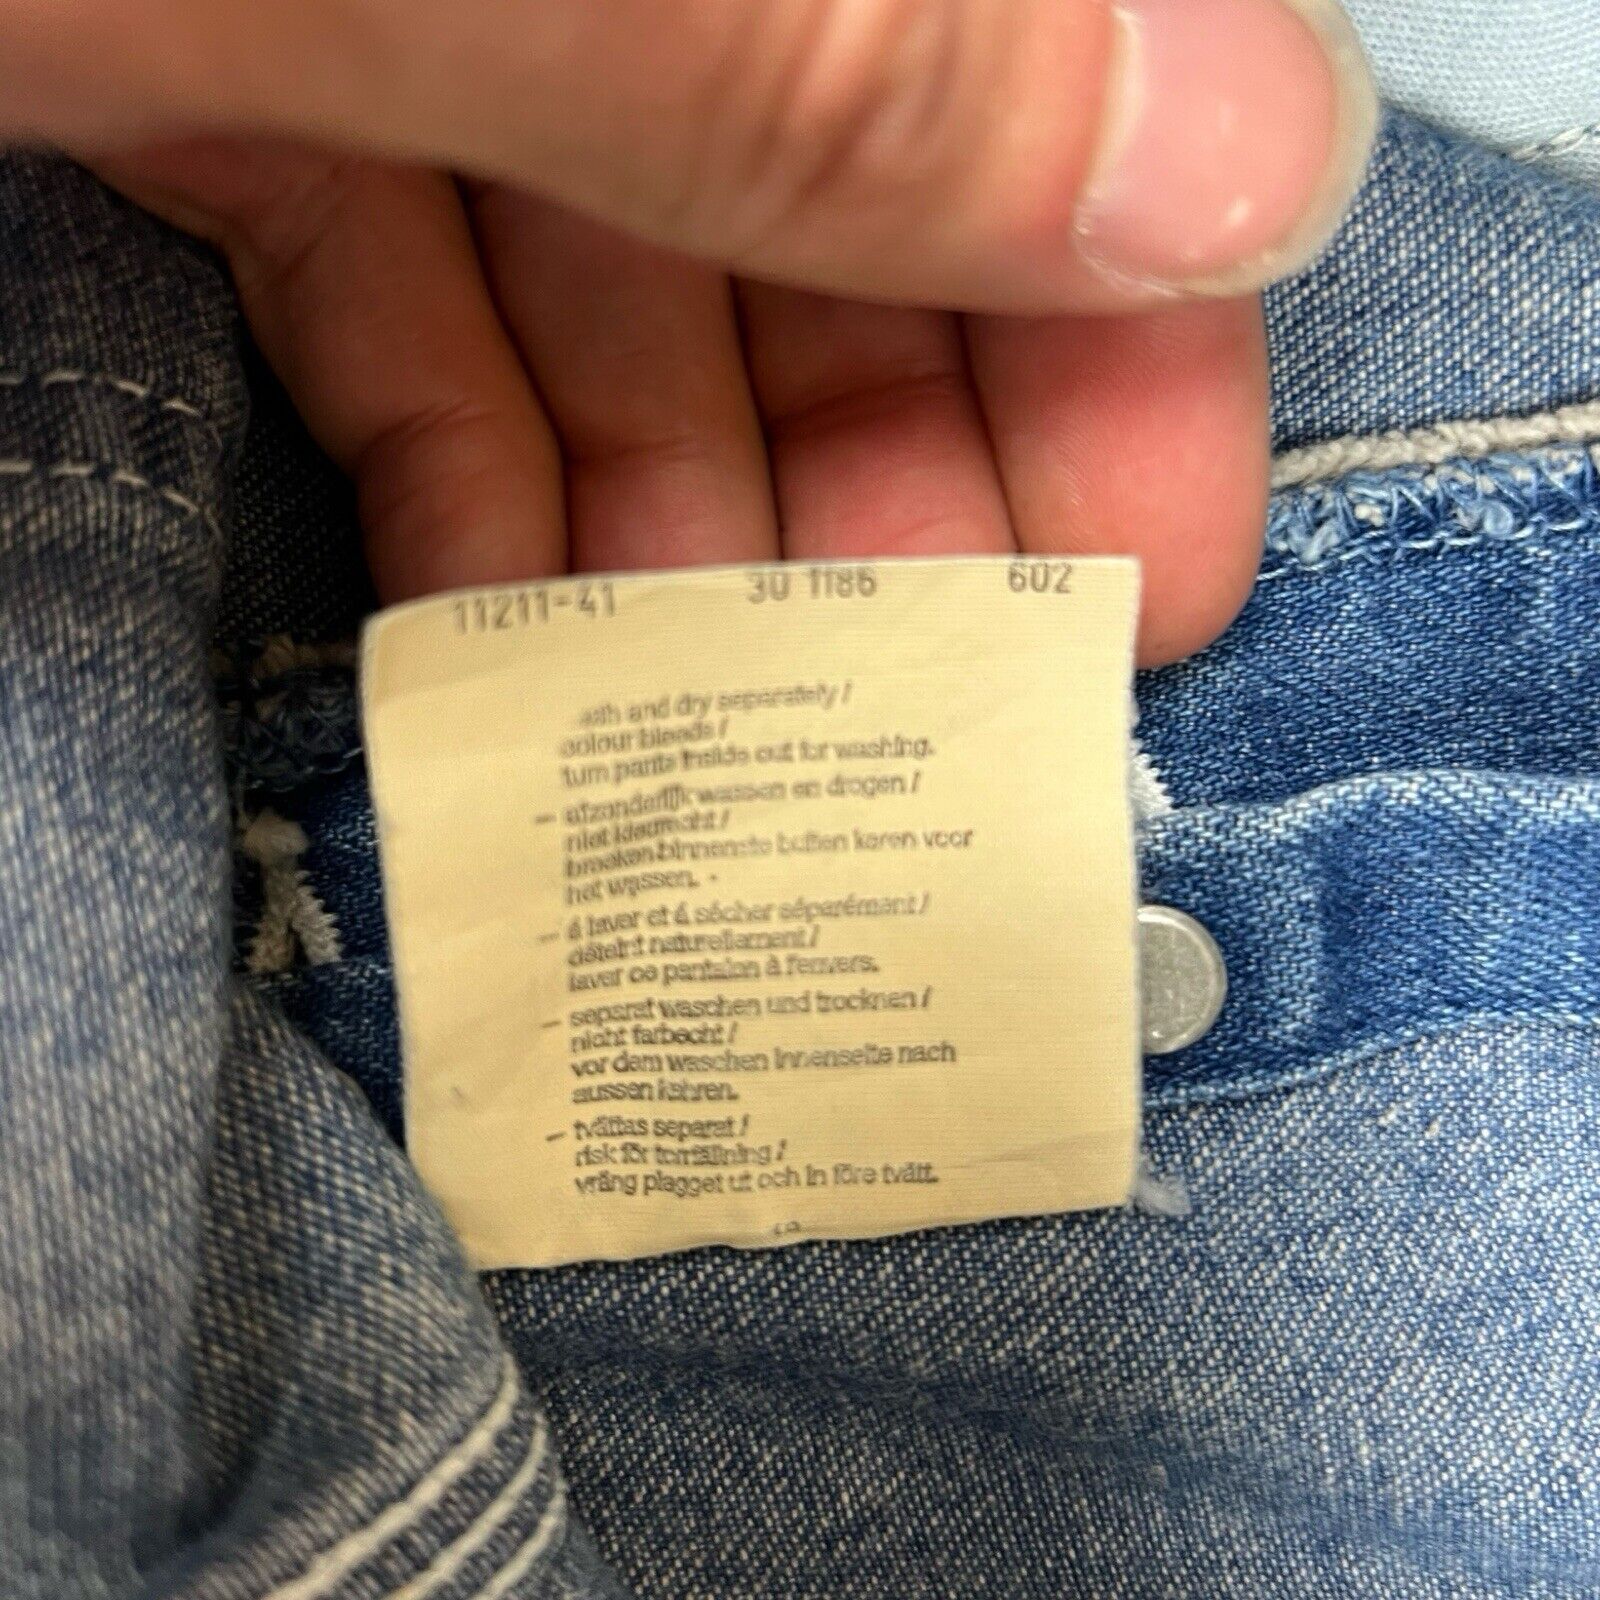 11211-41 30 1186 602
and dry separately /
colour bleeds /
turn pants inside out for washing.
– afzonderlijk wassen en drogen /
niet kleurecht /
broeken binnenste buiten keren voor
het wassen.
– á laver et á sécher séparémant /
déteint naturellement /
laver ce pantalon à l'envers.
– separat waschen und trocknen /
nicht farbecht /
vor dem waschen innenseite nach
aussen kehren.
– tvättas separat /
risk för torrfällning /
vräng plagget ut och in före tvätt.